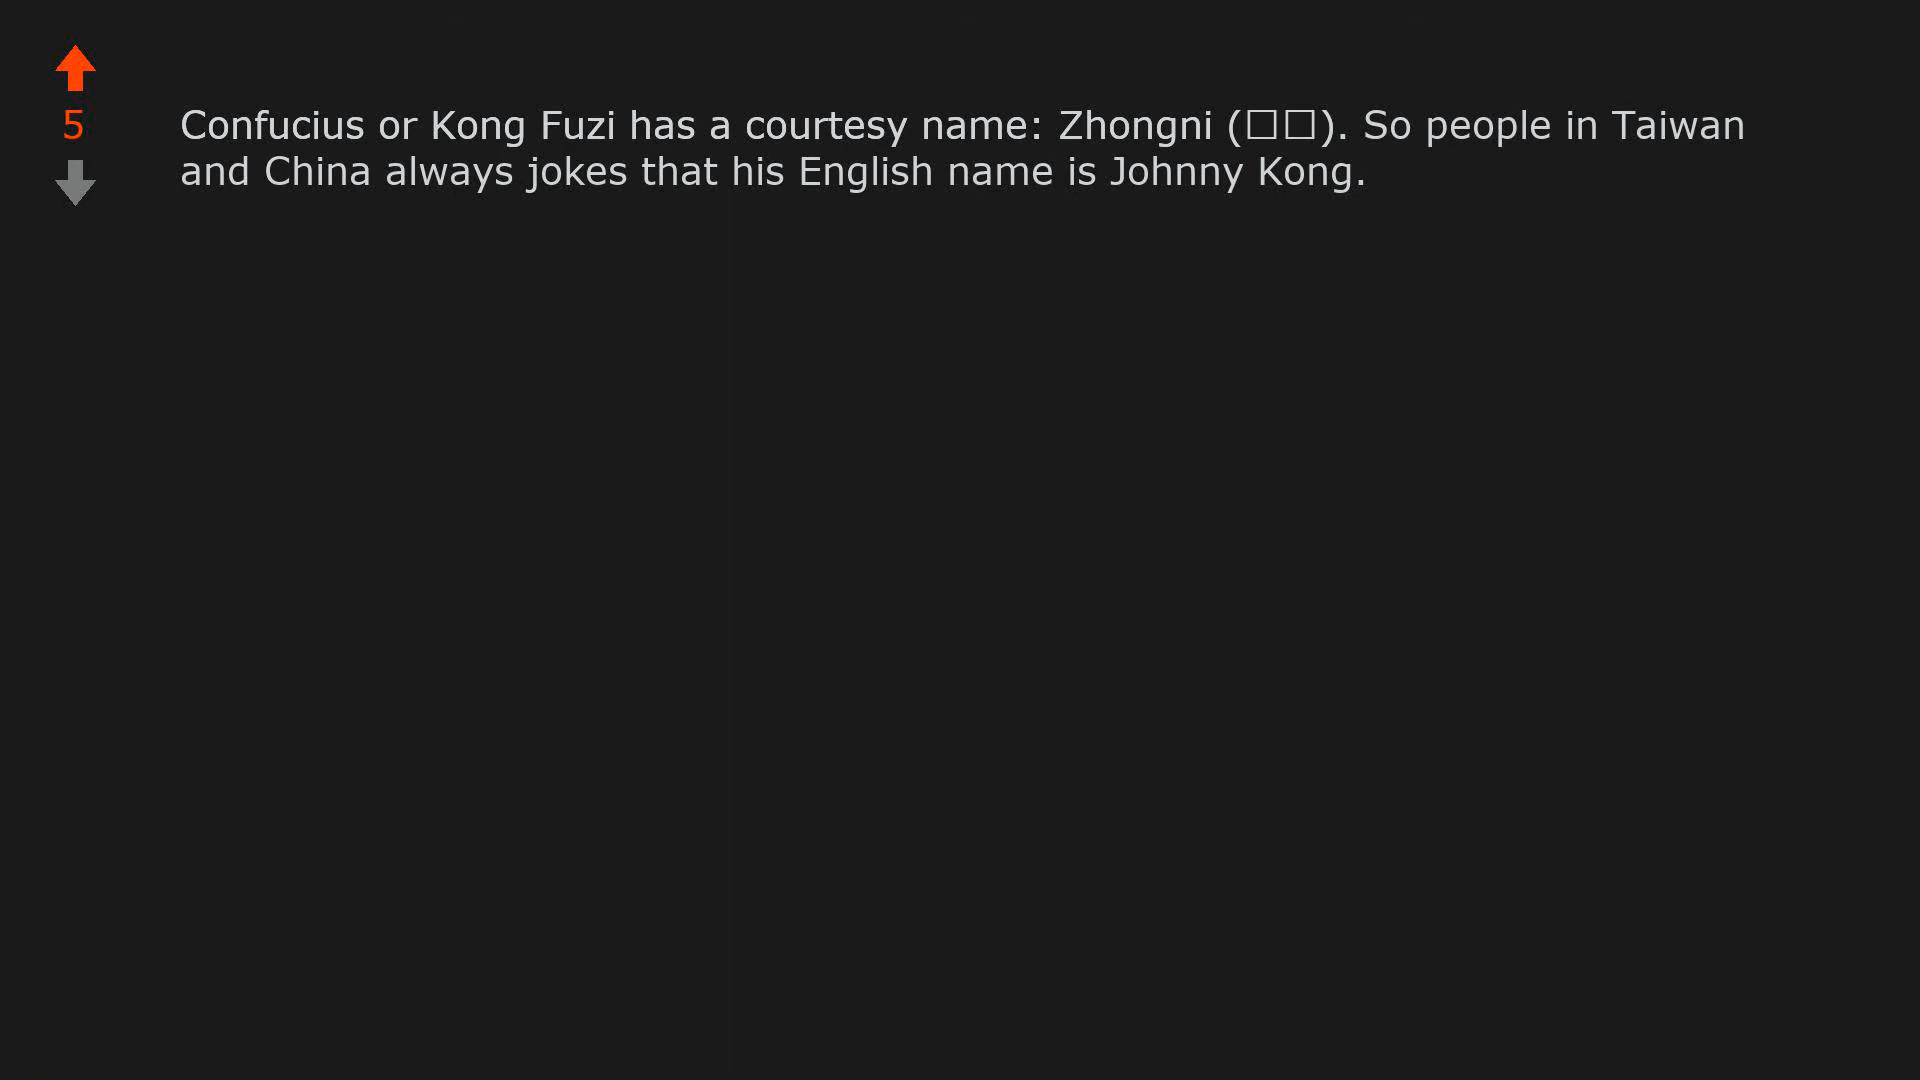 5
Confucius or Kong Fuzi has a courtesy name: Zhongni (□□). So people in Taiwan
and China always jokes that his English name is Johnny Kong.